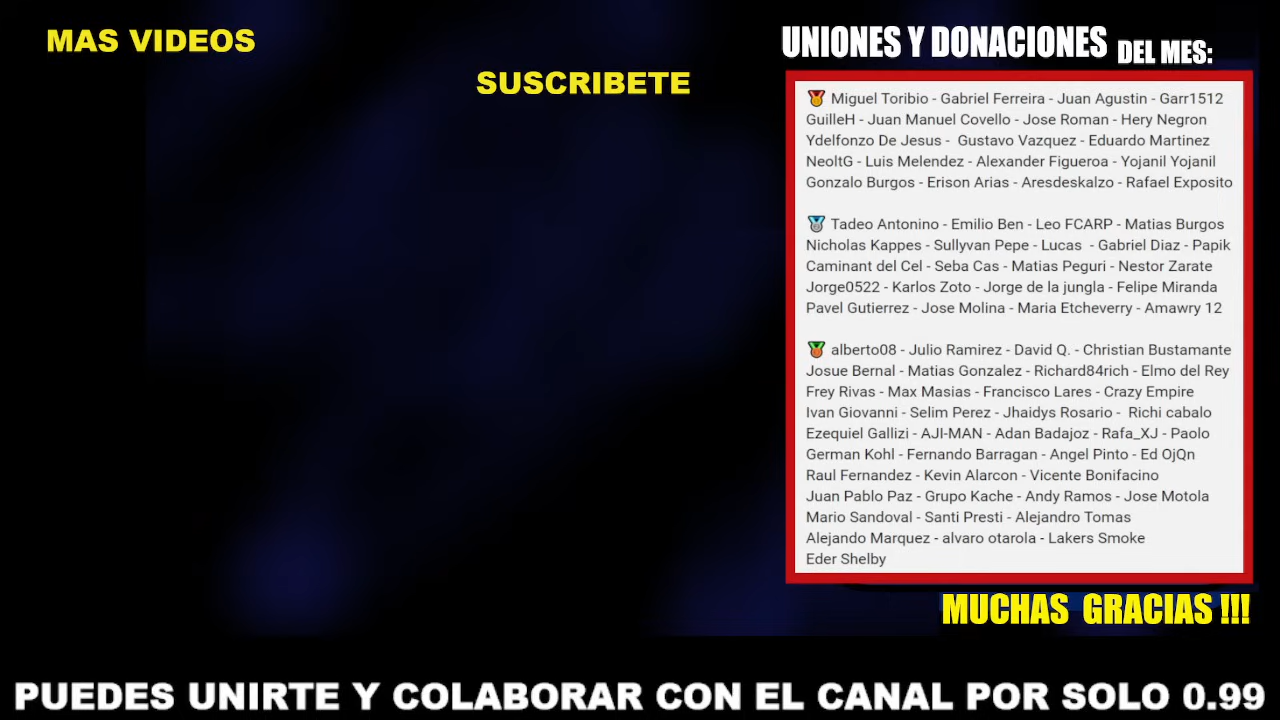 MAS VIDEOS
SUSCRIBETE
UNIONES Y DONACIONES DEL MES:
Miguel Toribio - Gabriel Ferreira - Juan Agustin - Garr1512
GuilleH - Juan Manuel Covello - Jose Roman - Hery Negron
Ydelfonzo De Jesus - Gustavo Vazquez - Eduardo Martinez
NeoltG - Luis Melendez - Alexander Figueroa - Yojanil Yojanil
Gonzalo Burgos - Erison Arias - Aresdeskalzo - Rafael Exposito
Tadeo Antonino - Emilio Ben - Leo FCARP - Matias Burgos
Nicholas Kappes - Sullyvan Pepe - Lucas - Gabriel Diaz - Papik
Caminant del Cel - Seba Cas - Matias Peguri - Nestor Zarate
Jorge0522 - Karlos Zoto - Jorge de la jungla - Felipe Miranda
Pavel Gutierrez - Jose Molina - Maria Etcheverry - Amawry 12
alberto08 - Julio Ramirez - David Q. - Christian Bustamante
Josue Bernal - Matias Gonzalez - Richard84rich - Elmo del Rey
Frey Rivas - Max Masias - Francisco Lares - Crazy Empire
Ivan Giovanni - Selim Perez - Jhaidys Rosario - Richi cabalo
Ezequiel Gallizi - AJI-MAN - Adan Badajoz - Rafa_XJ - Paolo
German Kohl - Fernando Barragan - Angel Pinto - Ed OjQn
Raul Fernandez - Kevin Alarcon - Vicente Bonifacino
Juan Pablo Paz - Grupo Kache - Andy Ramos - Jose Motola
Mario Sandoval - Santi Presti - Alejandro Tomas
Alejando Marquez - alvaro otarola - Lakers Smoke
Eder Shelby
MUCHAS GRACIAS !!!
PUEDES UNIRTE Y COLABORAR CON EL CANAL POR SOLO 0.99